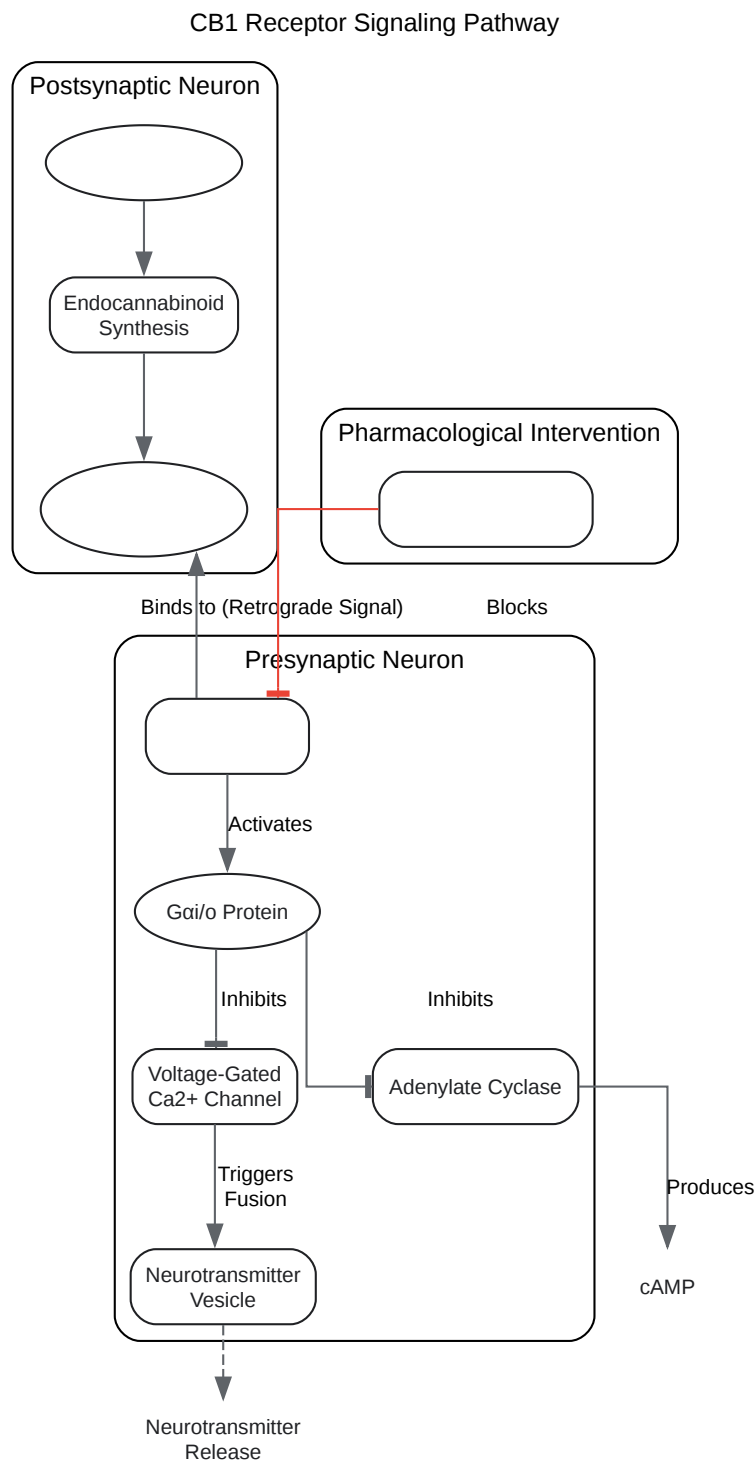 CB1 Receptor Signaling Pathway
Postsynaptic Neuron
Endocannabinoid
Synthesis
Pharmacological Intervention
Binds to (Retrograde Signal)
Blocks
Presynaptic Neuron
Activates
Gαi/o Protein
Inhibits
Inhibits
Voltage-Gated
Ca2+ Channel
Adenylate Cyclase
Triggers
Fusion
Produces
Neurotransmitter
Vesicle
cAMP
Neurotransmitter
Release